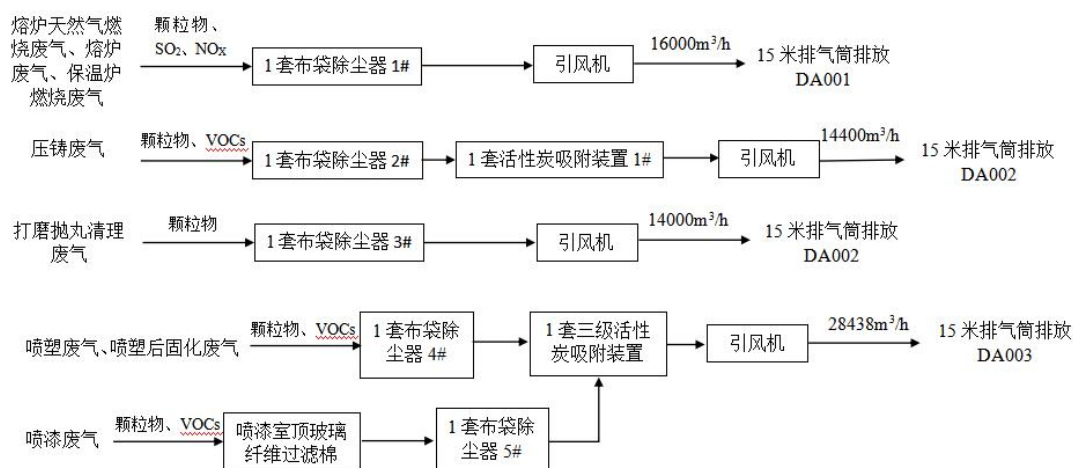 熔炉天然气燃
烧废气、熔炉
废气、保温炉
燃烧废气
颗粒物、
SO₂、NOx
1 套布袋除尘器 1#
引风机
16000m³/h
15 米排气筒排放
DA001
压铸废气
颗粒物、VOCs
1 套布袋除尘器 2#
1 套活性炭吸附装置 1#
引风机
14400m³/h
15 米排气筒排放
DA002
打磨抛丸清理
废气
颗粒物
1 套布袋除尘器 3#
引风机
14000m³/h
15 米排气筒排放
DA002
喷塑废气、喷塑后固化废气
颗粒物、VOCs
1 套布袋除
尘器 4#
1 套三级活性
炭吸附装置
引风机
28438m³/h
15 米排气筒排放
DA003
喷漆废气
颗粒物、VOCs
喷漆室顶玻璃
纤维过滤棉
1 套布袋除
尘器 5#